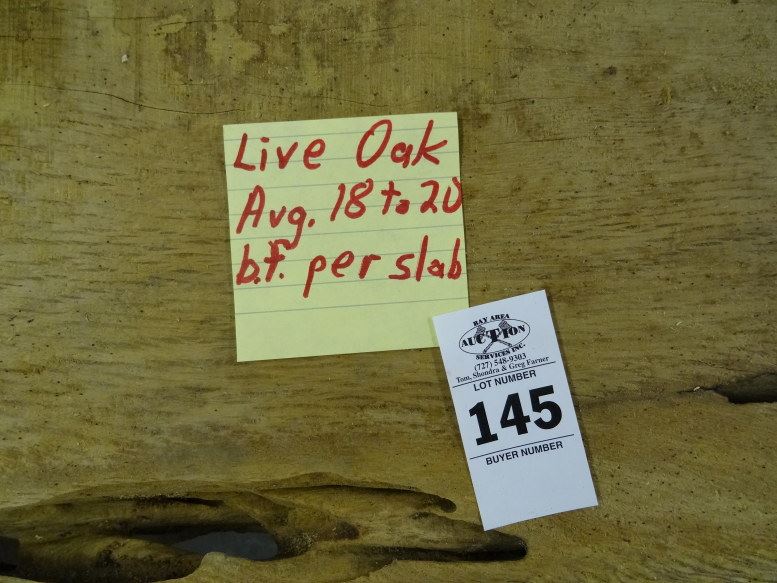 Live Oak
Avg. 18 to 20
b.f. per slab
BAY AREA
AUCTION
SERVICES INC.
(727) 548-9303
Tom, Shondra & Greg Farner
LOT NUMBER
145
BUYER NUMBER